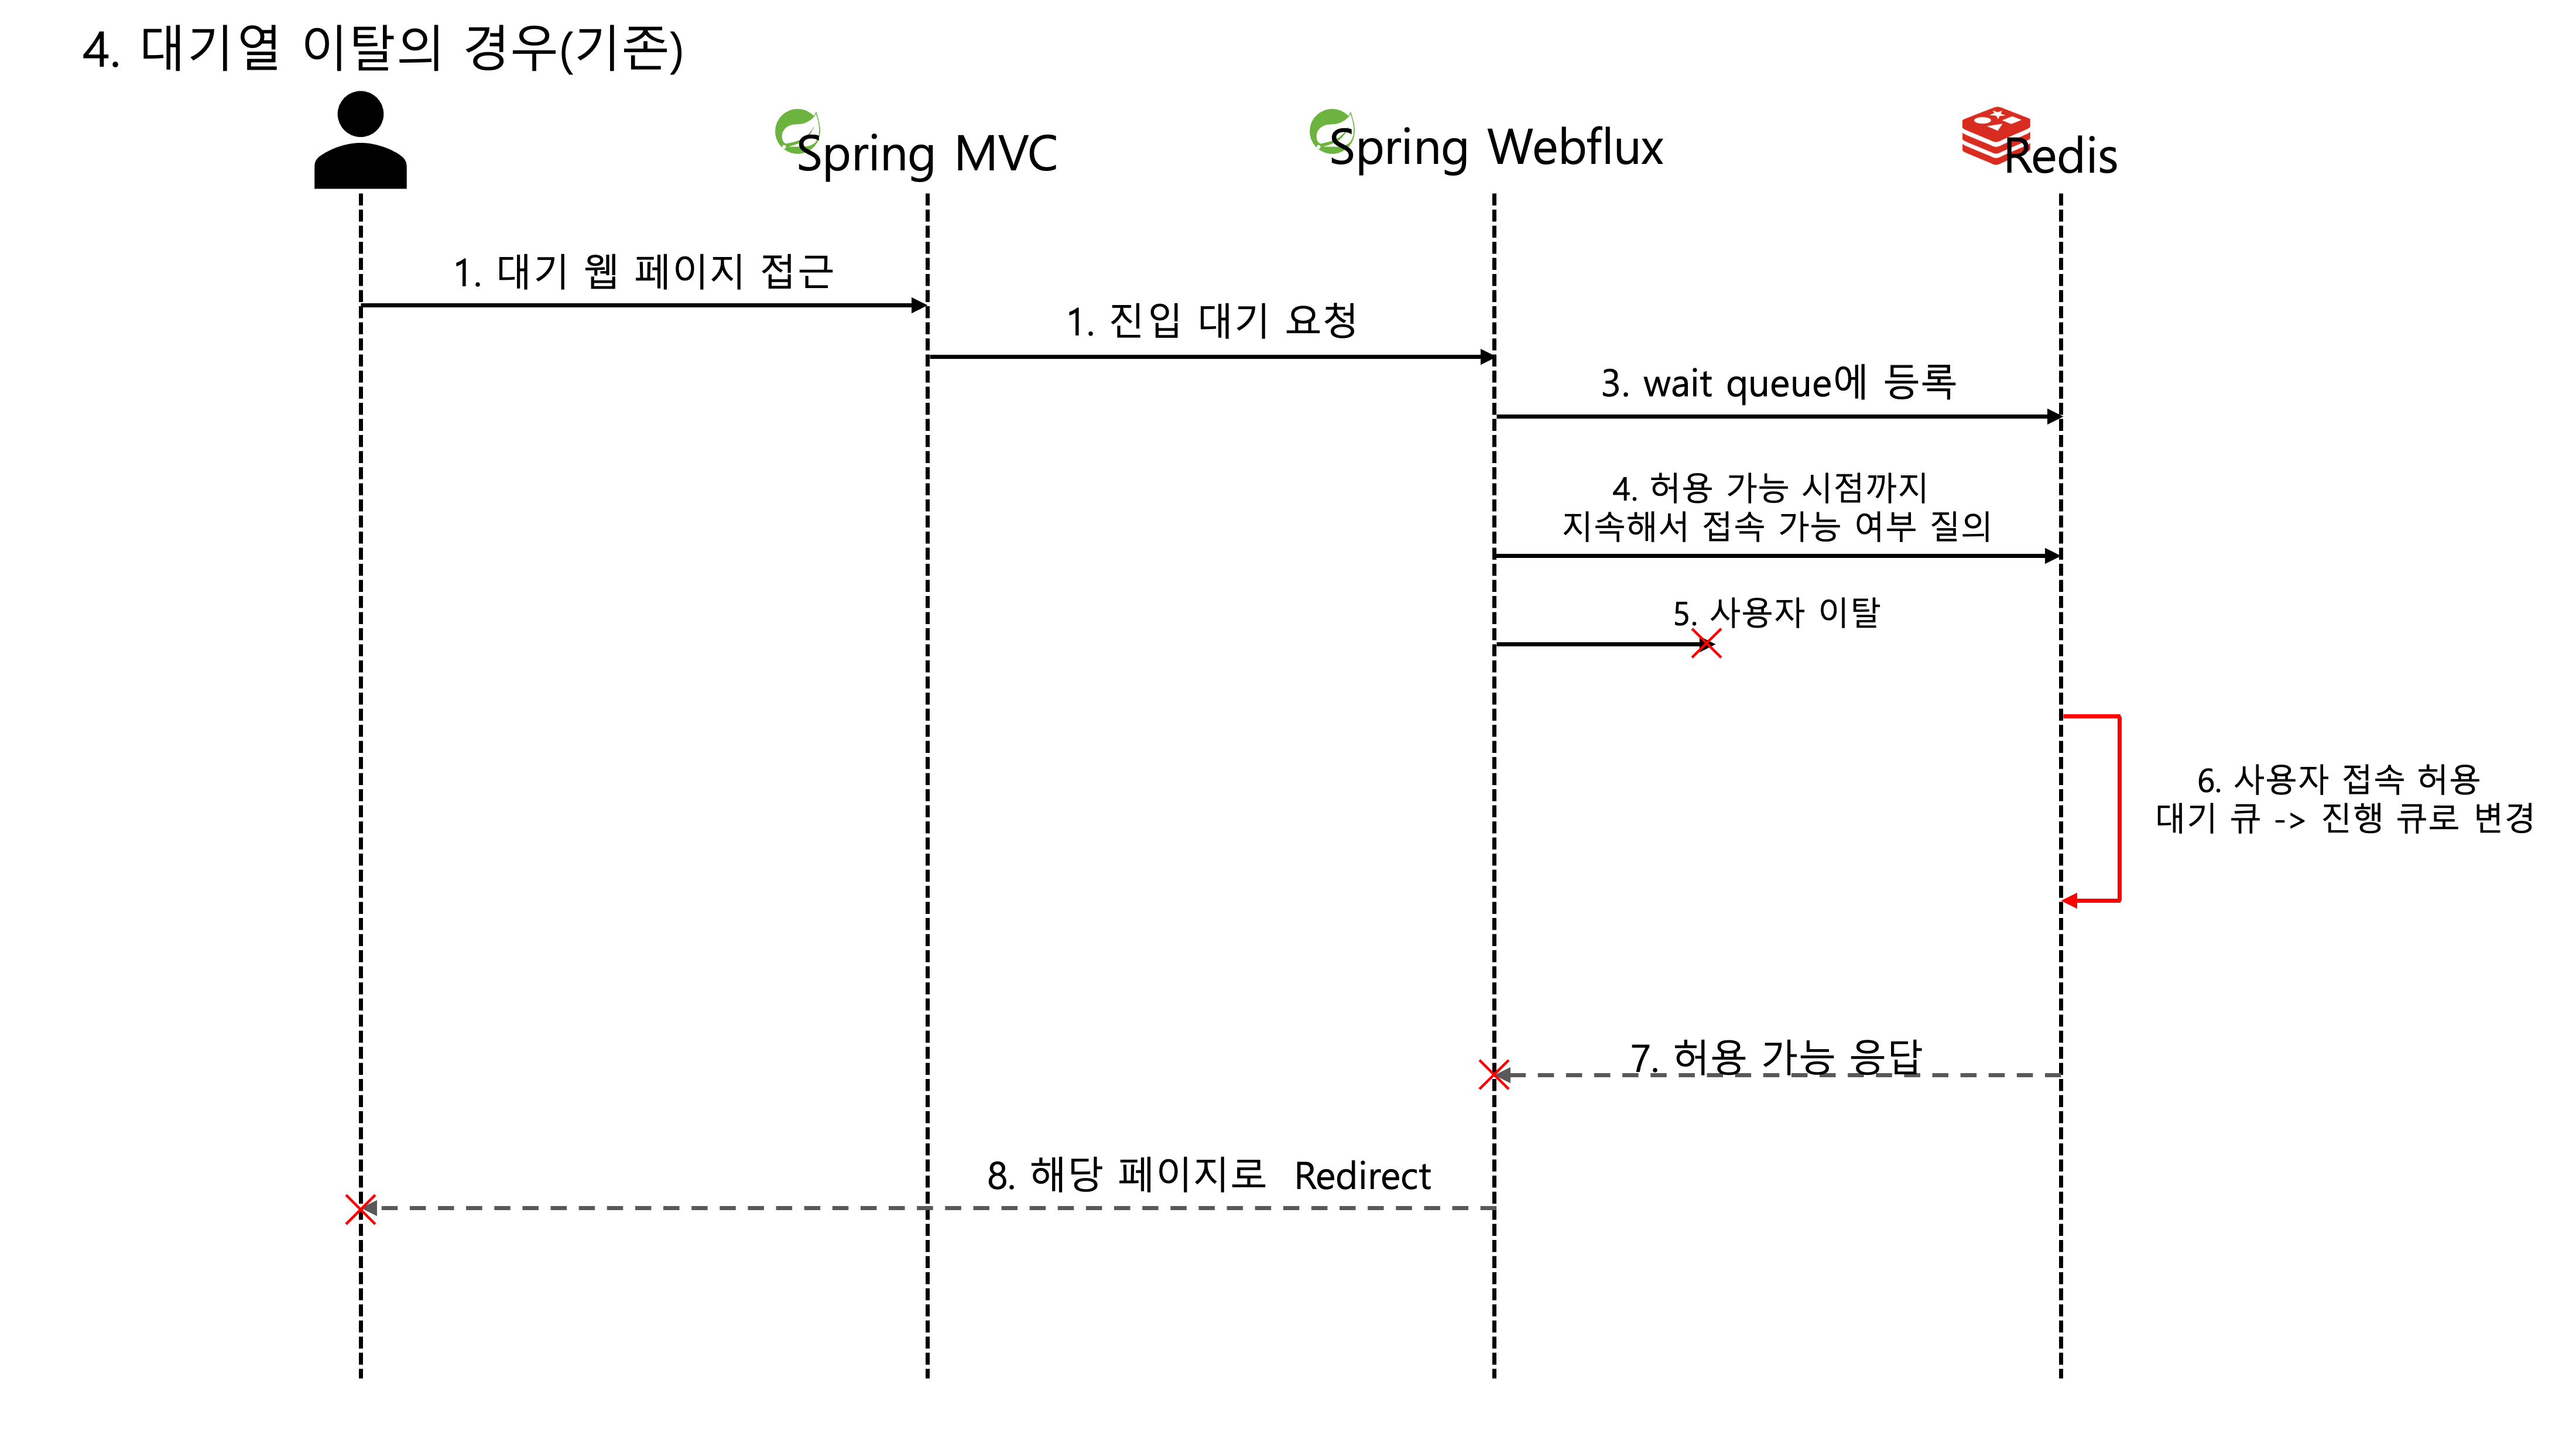 4. 대기열 이탈의 경우(기존)
Spring MVC
Spring Webflux
Redis
1. 대기 웹 페이지 접근
1. 진입 대기 요청
3. wait queue에 등록
4. 허용 가능 시점까지
지속해서 접속 가능 여부 질의
5. 사용자 이탈
6. 사용자 접속 허용
대기 큐 -> 진행 큐로 변경
7. 허용 가능 응답
8. 해당 페이지로 Redirect